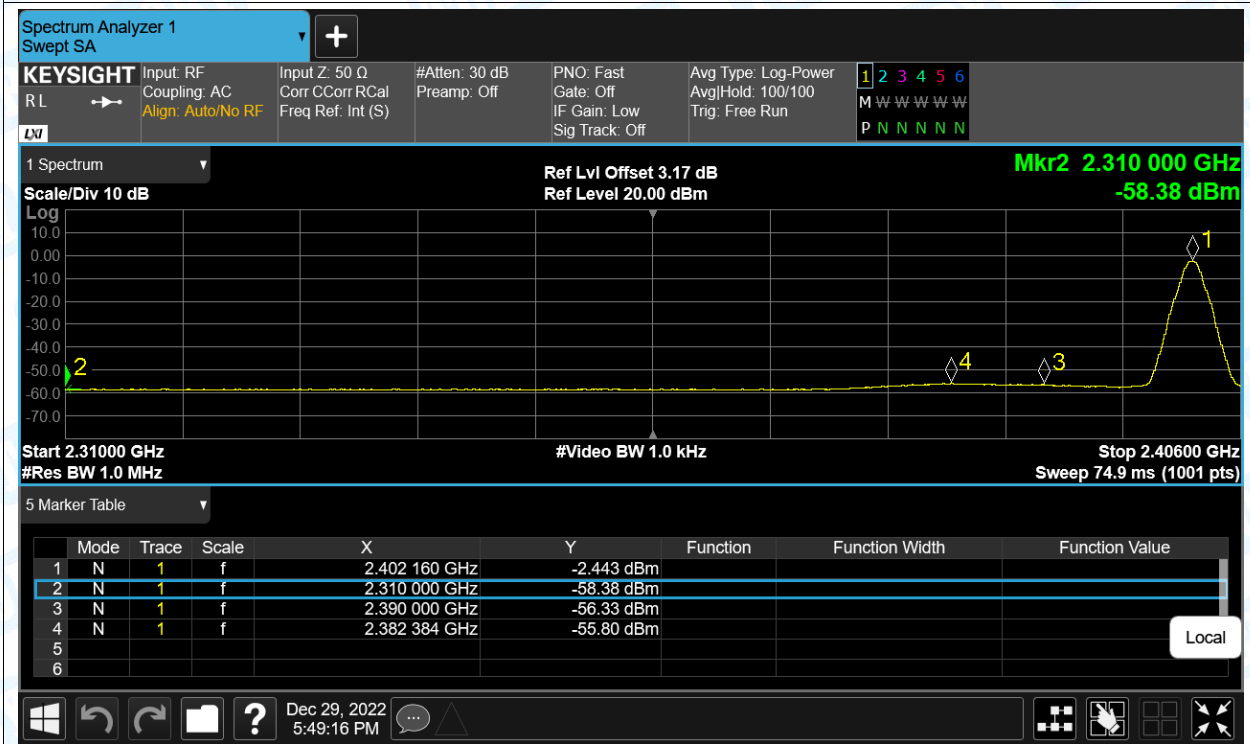 Spectrum Analyzer 1
Swept SA
+
KEYSIGHT Input: RF Input Z: 50 Ω #Atten: 30 dB PNO: Fast Avg Type: Log-Power 1 2 3 4 5 6
R L Coupling: AC Corr CCorr RCal Preamp: Off Gate: Off Avg|Hold: 100/100 M W W W W W
Align: Auto/No RF Freq Ref: Int (S) IF Gain: Low Trig: Free Run
LXI Sig Track: Off P N N N N N
1 Spectrum Ref Lvl Offset 3.17 dB Mkr2 2.310 000 GHz
Scale/Div 10 dB Ref Level 20.00 dBm -58.38 dBm
Log
10.0 1
0.00
-10.0
-20.0
-30.0
-40.0
-50.0 2 4 3
-60.0
-70.0
Start 2.31000 GHz #Video BW 1.0 kHz Stop 2.40600 GHz
#Res BW 1.0 MHz Sweep 74.9 ms (1001 pts)
5 Marker Table
Mode Trace Scale X Y Function Function Width Function Value
1 N 1 f 2.402 160 GHz -2.443 dBm
2 N 1 f 2.310 000 GHz -58.38 dBm
3 N 1 f 2.390 000 GHz -56.33 dBm
4 N 1 f 2.382 384 GHz -55.80 dBm
5
6
Local
? Dec 29, 2022
5:49:16 PM